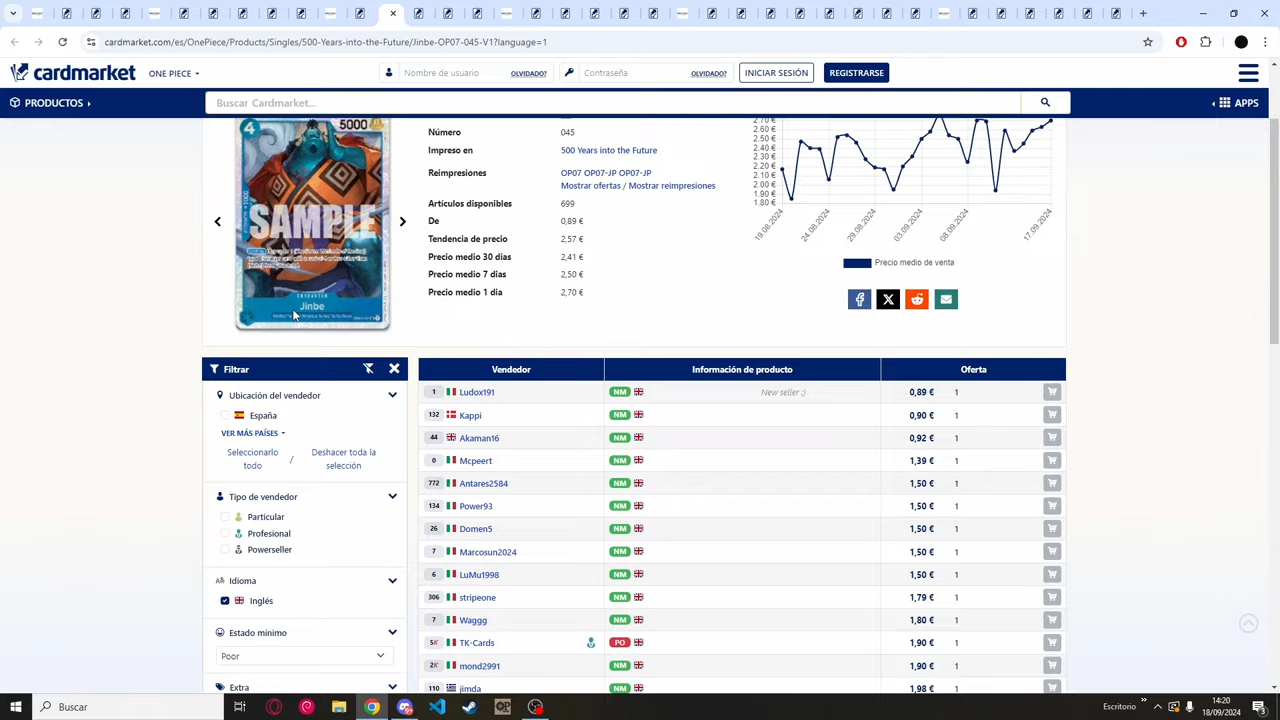 cardmarket.com/es/OnePiece/Products/Singles/500-Years-into-the-Future/Jinbe-OP07-045-V1?language=1
cardmarket
ONE PIECE
Nombre de usuario
OLVIDADO?
Contraseña
OLVIDADO?
INICIAR SESIÓN
REGISTRARSE
PRODUCTOS
Buscar Cardmarket...
APPS
4
5000
SAMPLE
Jinbe
Número 045
Impreso en 500 Years into the Future
Reimpresiones OP07 OP07-JP OP07-JP
Mostrar ofertas / Mostrar reimpresiones
Artículos disponibles 699
De 0,89 €
Tendencia de precio 2,57 €
Precio medio 30 días 2,41 €
Precio medio 7 días 2,50 €
Precio medio 1 día 2,70 €
2.70 €
2.60 €
2.50 €
2.40 €
2.30 €
2.20 €
2.10 €
2.00 €
1.90 €
1.80 €
24.08.2024
03.09.2024
17.09.2024
Precio medio de venta
Filtrar
Ubicación del vendedor
España
VER MÁS PAÍSES
Seleccionarlo todo
/
Deshacer toda la selección
Tipo de vendedor
Particular
Profesional
Powerseller
Idioma
Inglés
Estado mínimo
Poor
Extra
Vendedor Información de producto Oferta
1 Ludox191 NM New seller ;) 0,89 € 1
132 Kappi NM 0,90 € 1
44 Akaman16 NM 0,92 € 1
0 Mcpeert NM 1,39 € 1
772 Antares2584 NM 1,50 € 1
134 Power93 NM 1,50 € 1
26 Domen5 NM 1,50 € 1
7 Marcosun2024 NM 1,50 € 1
6 LuMu1998 NM 1,50 € 1
306 stripeone NM 1,79 € 1
7 Waggg NM 1,80 € 1
5K TK-Cards PO 1,90 € 1
2K mond2991 NM 1,90 € 1
110 jimda NM 1,98 € 1
Buscar
Escritorio
14:20
18/09/2024
3